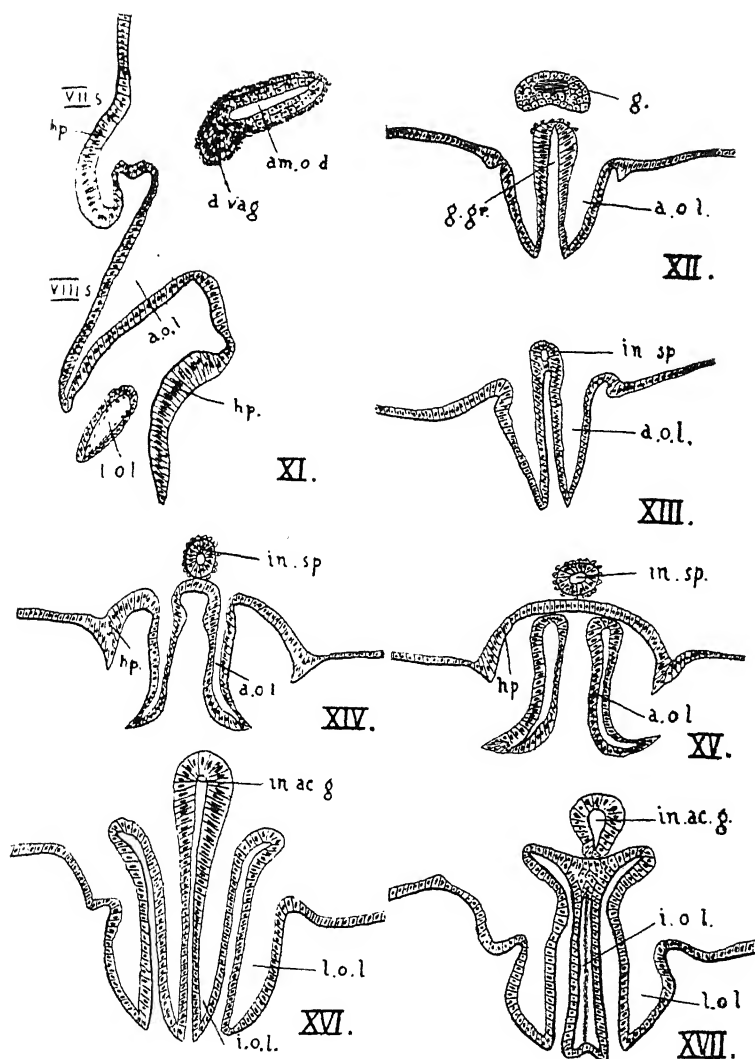 VII s
hp.
am. o d
d vag
VIII s
a.o.l
hp.
l o l
XI.
g.
g. gr.
a.o l.
XII.
in sp
a.o.l.
XIII.
in. sp
hp.
a.o l
XIV.
in. sp.
hp
a.o l
XV.
in ac g
l.o.l
i.o.l.
XVI.
in. ac. g.
i.o l.
l.o l
XVII.